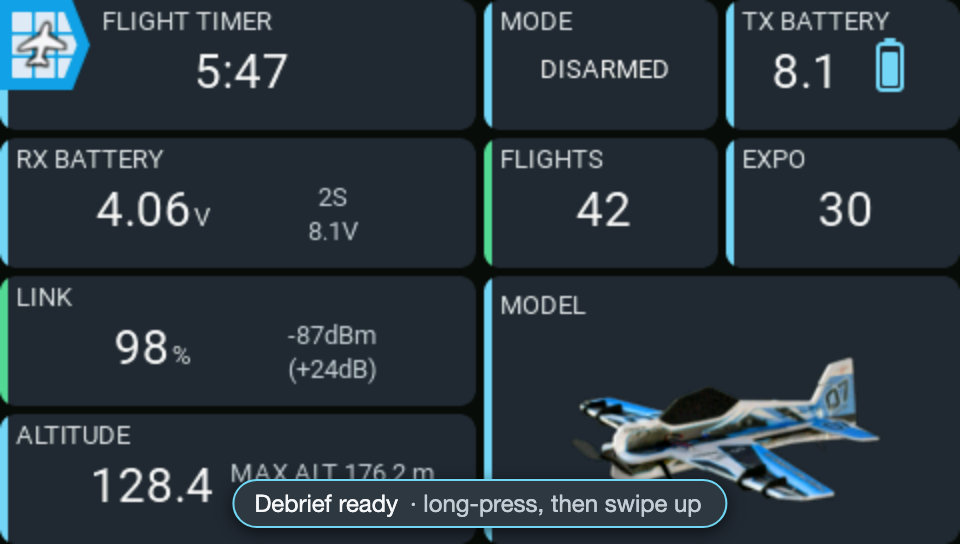 FLIGHT TIMER
5:47
MODE
DISARMED
TX BATTERY
8.1
RX BATTERY
4.06V
2S
8.1V
FLIGHTS
42
EXPO
30
LINK
98%
-87dBm
(+24dB)
MODEL
07
ALTITUDE
128.4
MAX ALT 176.2 m
Debrief ready · long-press, then swipe up